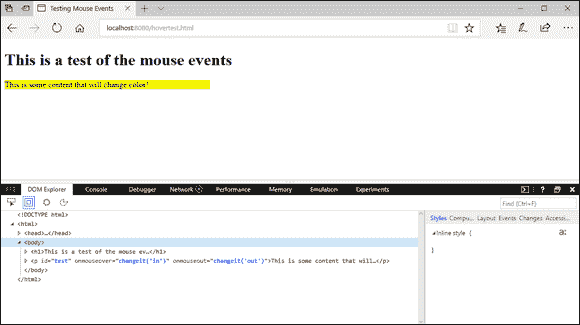 Testing Mouse Events
localhost:8080/hovertest.html
This is a test of the mouse events
This is some content that will change color!
DOM Explorer Console Debugger Network Performance Memory Emulation Experiments
Find (Ctrl+F)
<!DOCTYPE html>
<html>
<head>…</head>
<body>
<h1>This is a test of the mouse ev…</h1>
<p id="test" onmouseover="changeit('in')" onmouseout="changeit('out')">This is some content that will…</p>
</body>
</html>
Styles Compu… Layout Events Changes Accessi…
Inline style {
}
a: